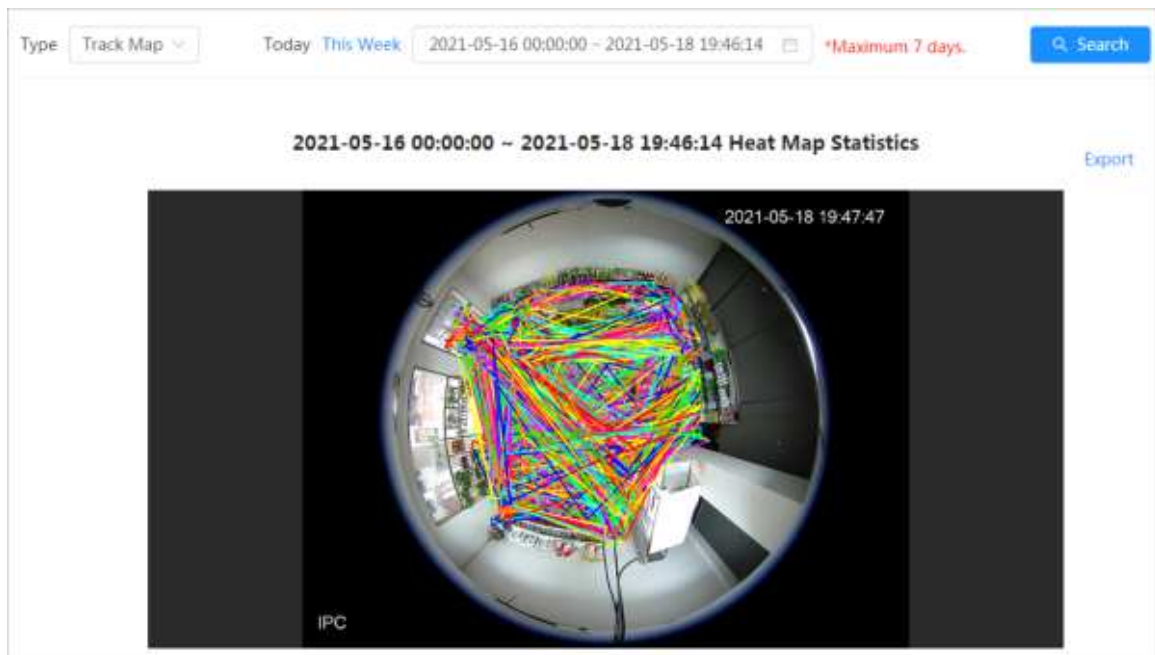 Type Track Map Today This Week 2021-05-16 00:00:00 ~ 2021-05-18 19:46:14 *Maximum 7 days. Search
2021-05-16 00:00:00 ~ 2021-05-18 19:46:14 Heat Map Statistics
Export
2021-05-18 19:47:47
IPC